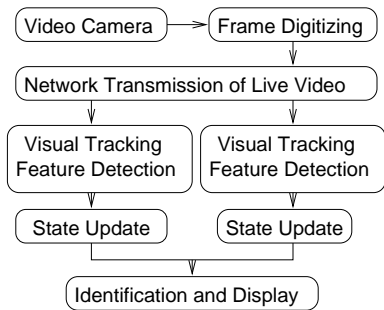 Video Camera
Frame Digitizing
Network Transmission of Live Video
Visual Tracking
Feature Detection
Visual Tracking
Feature Detection
State Update
State Update
Identification and Display